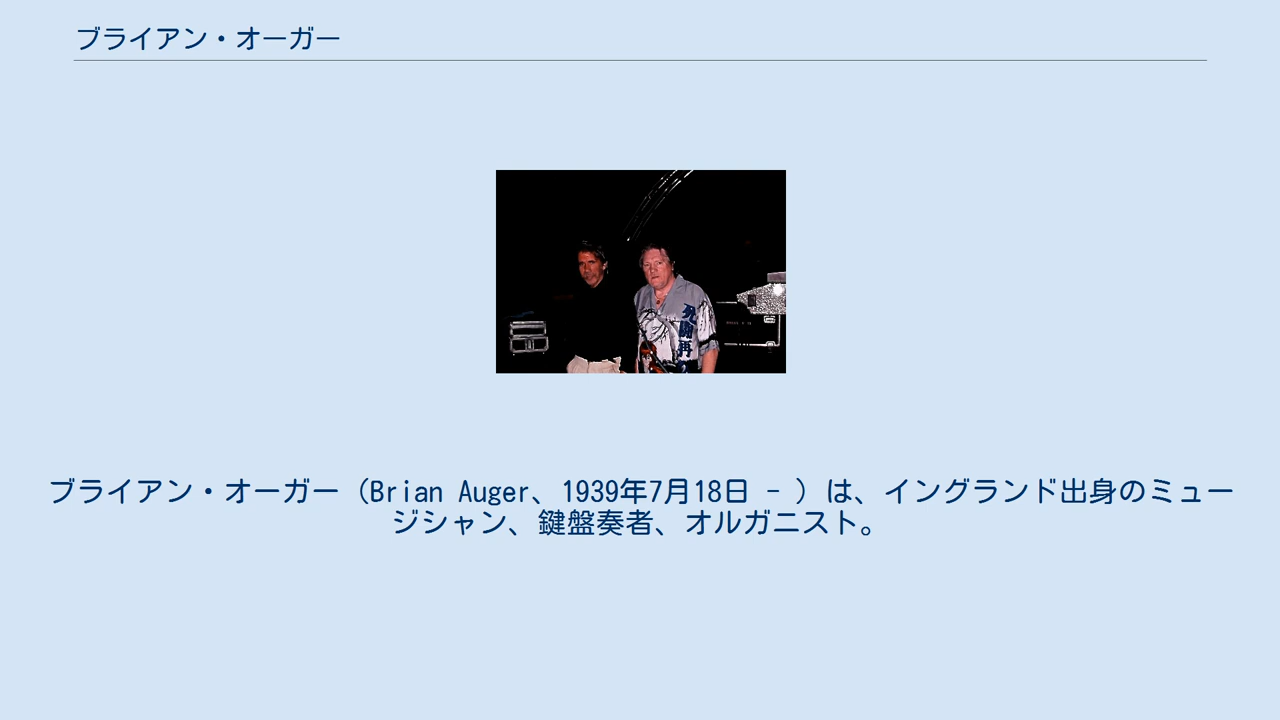 ブライアン・オーガー
死闘再
ブライアン・オーガー（Brian Auger、1939年7月18日 - ）は、イングランド出身のミュー
ジシャン、鍵盤奏者、オルガニスト。